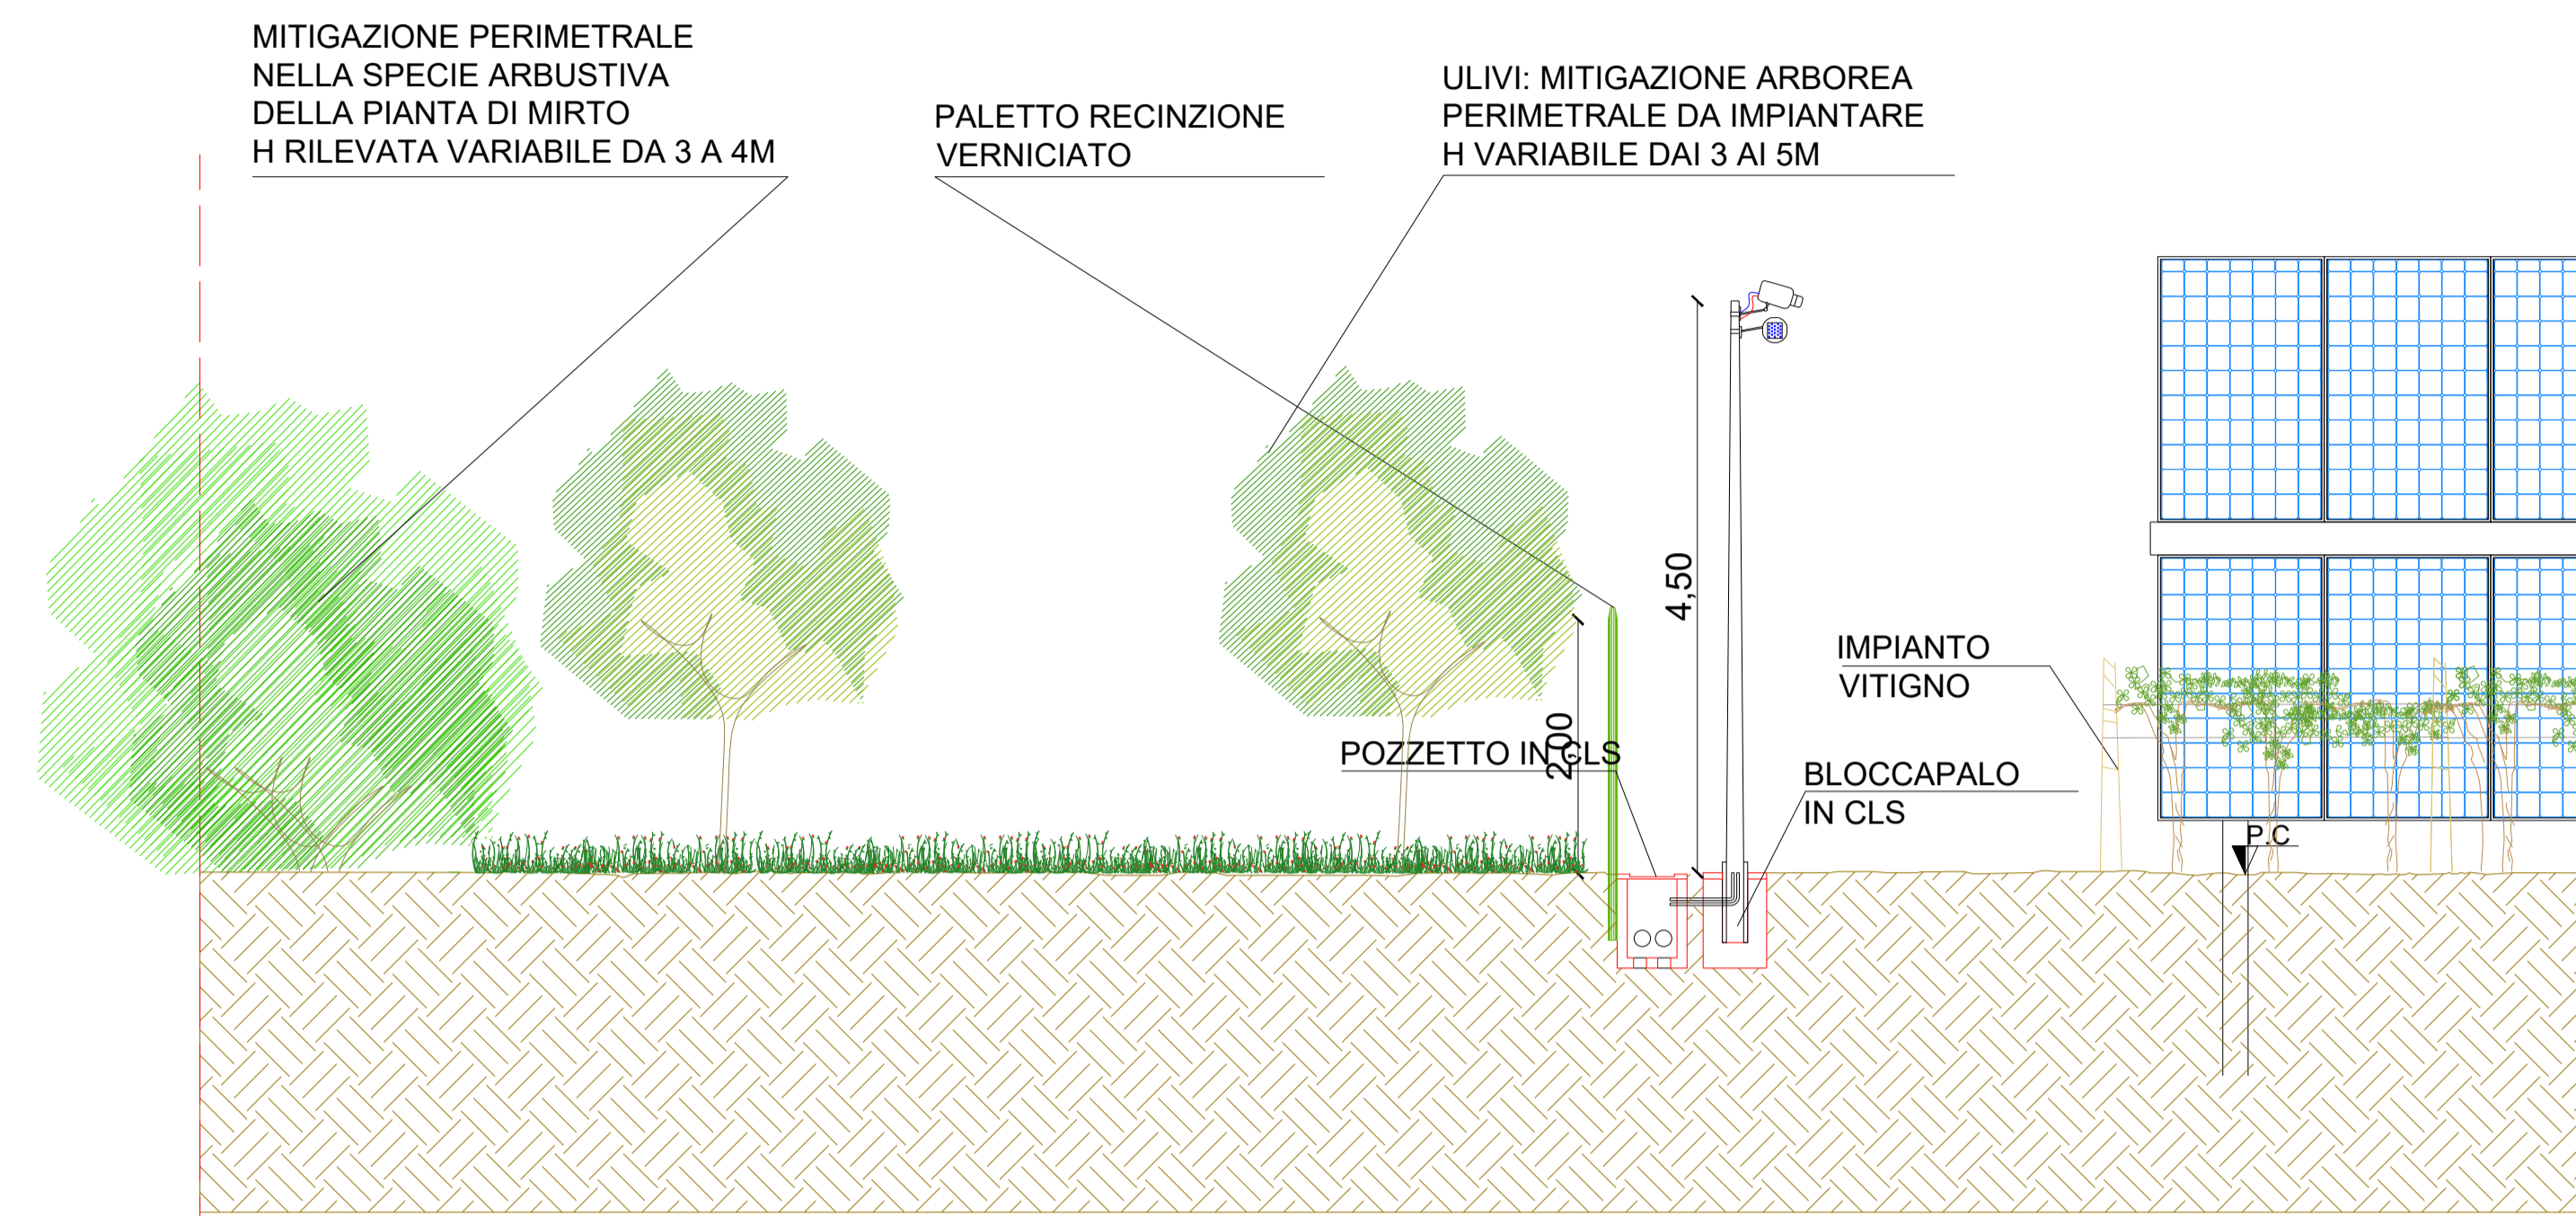 MITIGAZIONE PERIMETRALE
NELLA SPECIE ARBUSTIVA
DELLA PIANTA DI MIRTO
H RILEVATA VARIABILE DA 3 A 4M
PALETTO RECINZIONE
VERNICIATO
ULIVI: MITIGAZIONE ARBOREA
PERIMETRALE DA IMPIANTARE
H VARIABILE DAI 3 AI 5M
4,50
2,00
POZZETTO IN CLS
IMPIANTO
VITIGNO
BLOCCAPALO
IN CLS
P.C